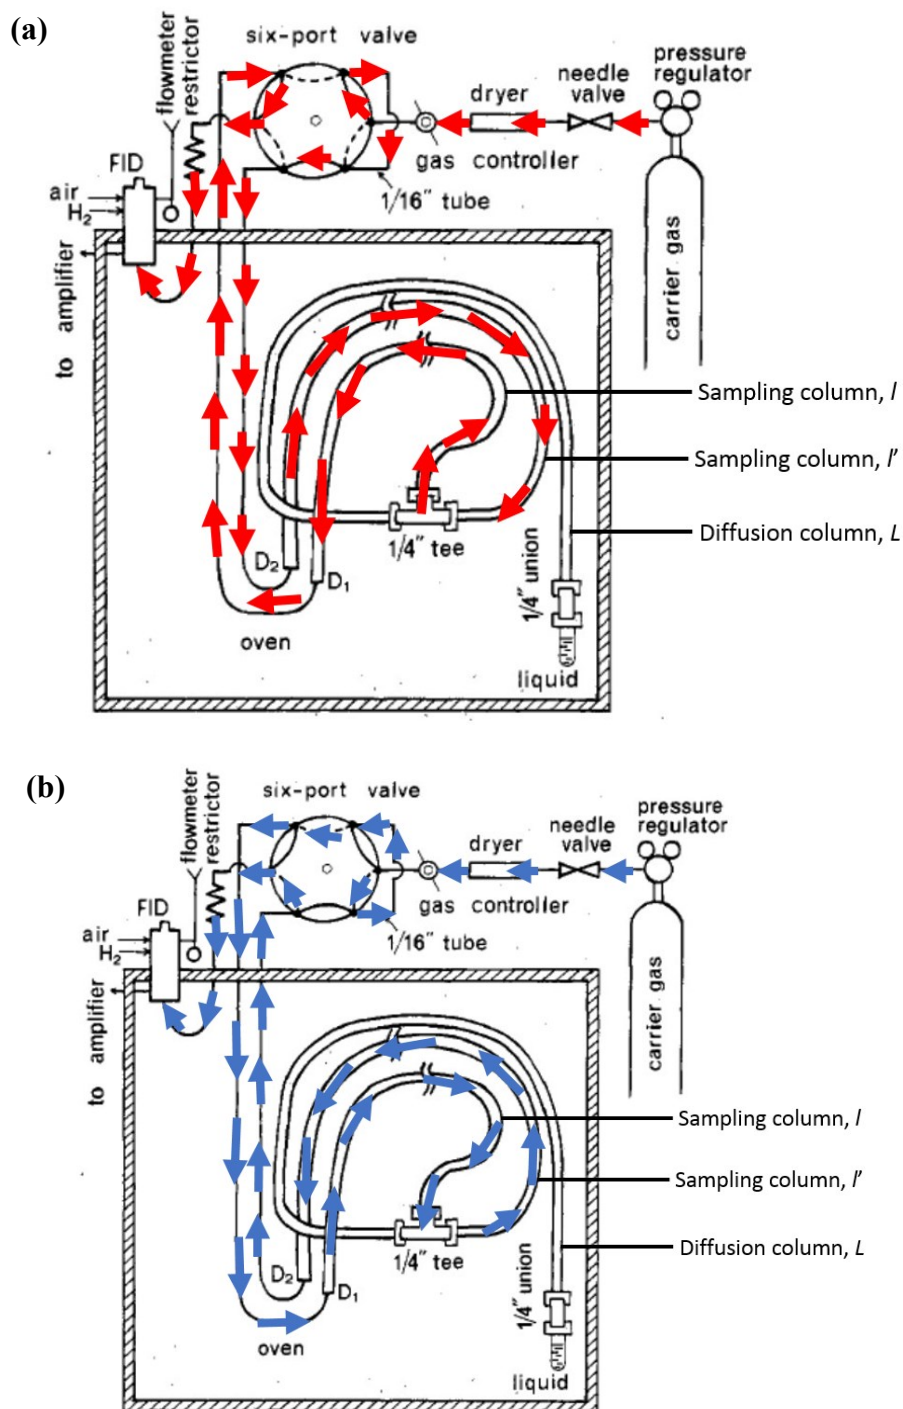 (a)
six-port valve
pressure
regulator
needle
valve
dryer
flowmeter
restrictor
gas controller
1/16" tube
FID
air
H₂
to amplifier
carrier gas
Sampling column, l
Sampling column, l'
Diffusion column, L
1/4" tee
1/4" union
D₂
D₁
oven
liquid
(b)
six-port valve
pressure
regulator
needle
valve
dryer
flowmeter
restrictor
gas controller
1/16" tube
FID
air
H₂
to amplifier
carrier gas
Sampling column, l
Sampling column, l'
Diffusion column, L
1/4" tee
1/4" union
D₂
D₁
oven
liquid